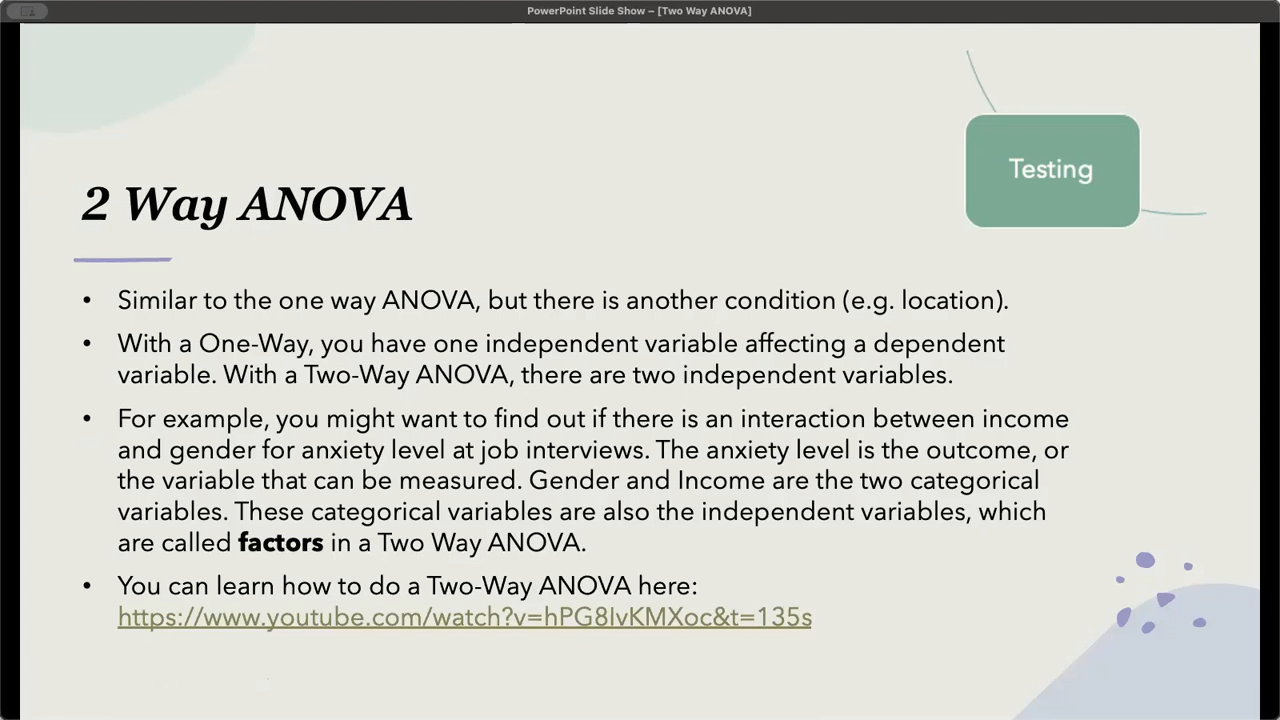 PowerPoint Slide Show – [Two Way ANOVA]
Testing
2 Way ANOVA
• Similar to the one way ANOVA, but there is another condition (e.g. location).
• With a One-Way, you have one independent variable affecting a dependent
variable. With a Two-Way ANOVA, there are two independent variables.
• For example, you might want to find out if there is an interaction between income
and gender for anxiety level at job interviews. The anxiety level is the outcome, or
the variable that can be measured. Gender and Income are the two categorical
variables. These categorical variables are also the independent variables, which
are called factors in a Two Way ANOVA.
• You can learn how to do a Two-Way ANOVA here:
https://www.youtube.com/watch?v=hPG8IvKMXoc&t=135s